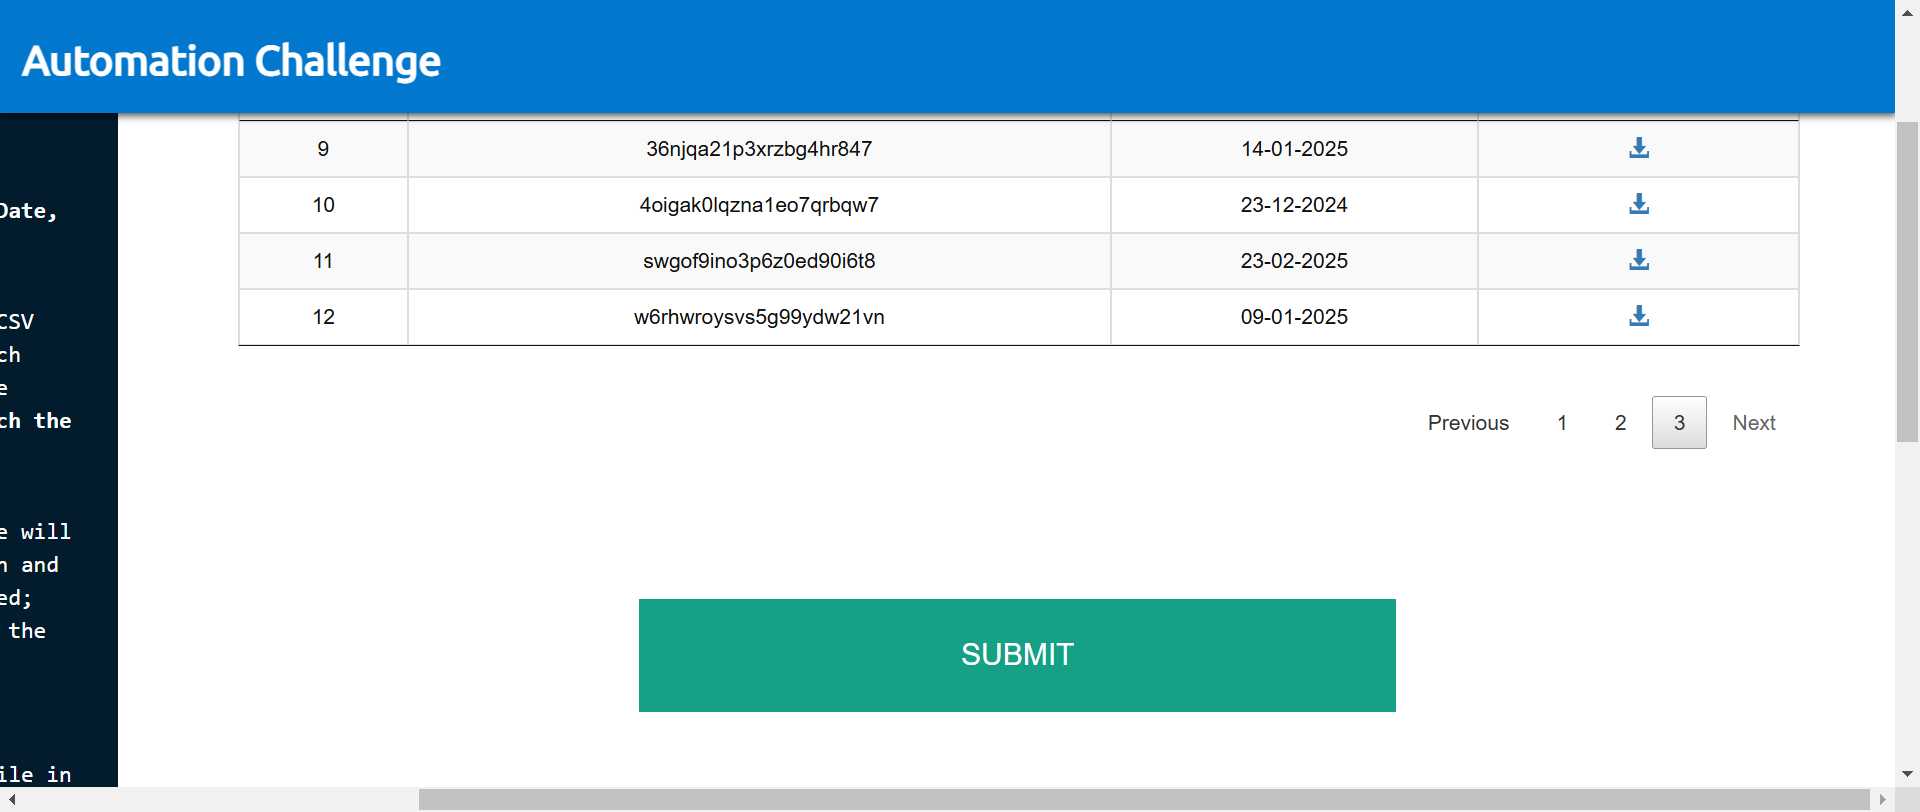 Automation Challenge
9 36njqa21p3xrzbg4hr847 14-01-2025
10 4oigak0lqzna1eo7qrbqw7 23-12-2024
11 swgof9ino3p6z0ed90i6t8 23-02-2025
12 w6rhwroysvs5g99ydw21vn 09-01-2025
Previous 1 2 3 Next
SUBMIT
Date,
CSV
ch
e
ch the
e will
n and
ed;
the
ile in